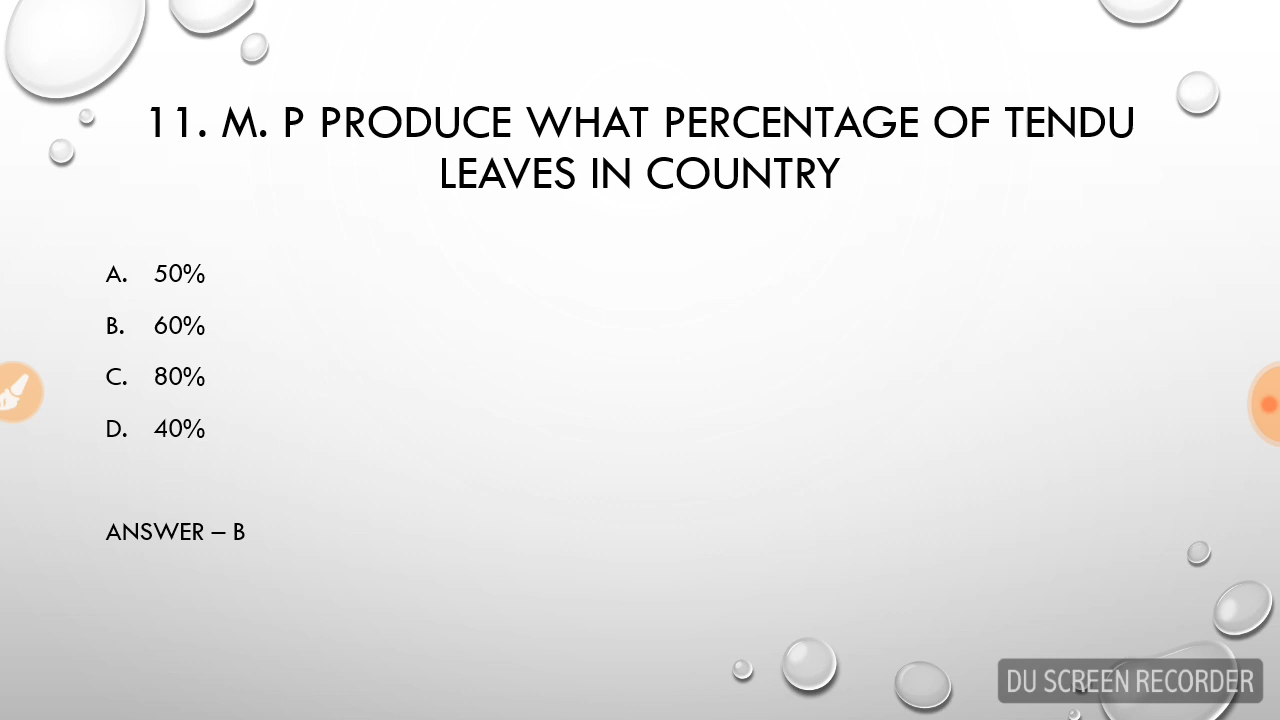 11. M. P PRODUCE WHAT PERCENTAGE OF TENDU
LEAVES IN COUNTRY
A. 50%
B. 60%
C. 80%
D. 40%
ANSWER – B
DU SCREEN RECORDER